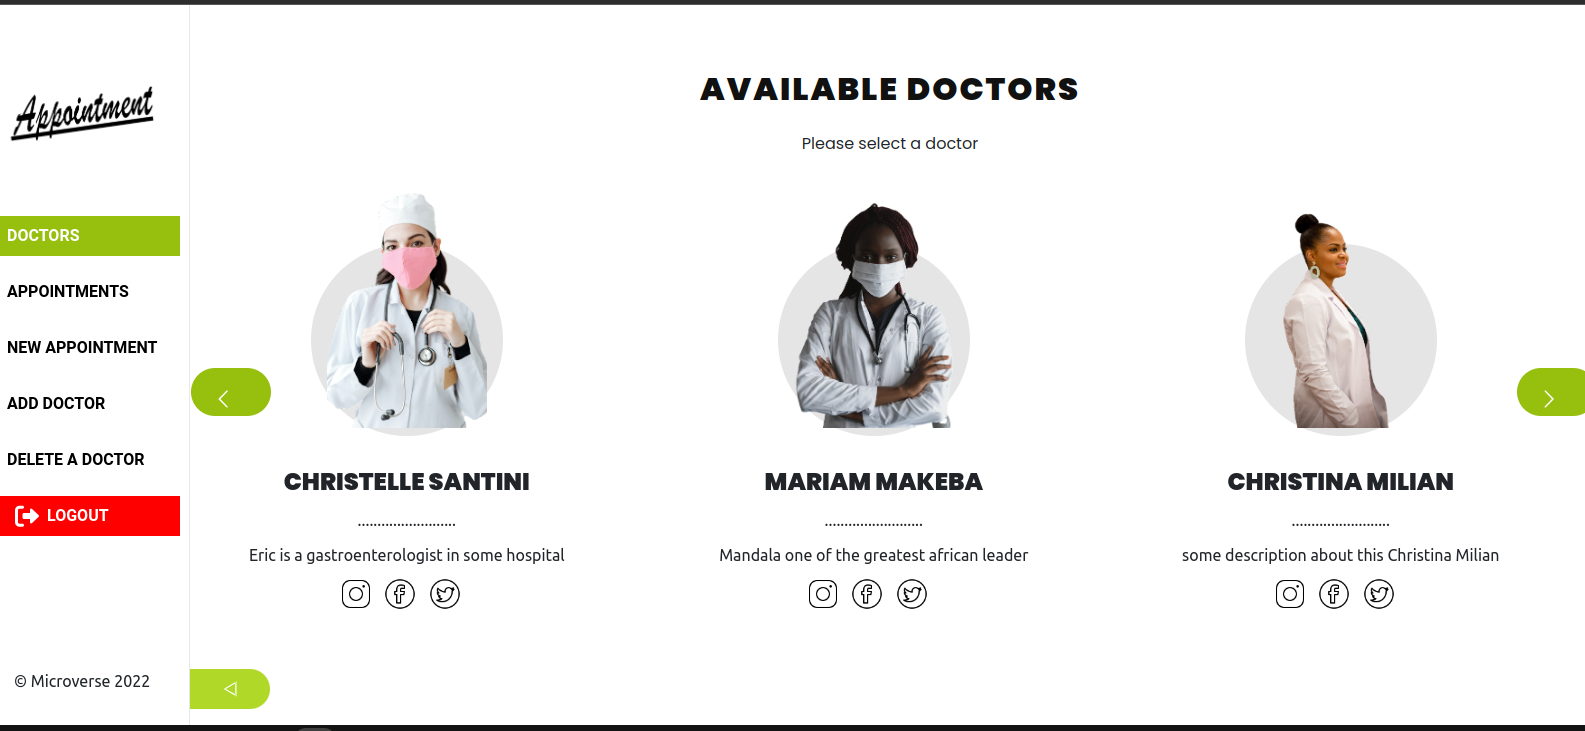 Appointment
DOCTORS
APPOINTMENTS
NEW APPOINTMENT
ADD DOCTOR
DELETE A DOCTOR
LOGOUT
© Microverse 2022
AVAILABLE DOCTORS
Please select a doctor
CHRISTELLE SANTINI
.........................
Eric is a gastroenterologist in some hospital
MARIAM MAKEBA
.........................
Mandala one of the greatest african leader
CHRISTINA MILIAN
.........................
some description about this Christina Milian